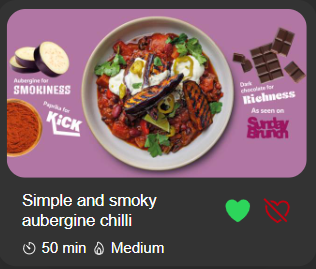 Aubergine for
SMOKINESS
Paprika for
KICK
Dark
chocolate for
Richness
As seen on
Sunday
Brunch
Simple and smoky
aubergine chilli
50 min
Medium